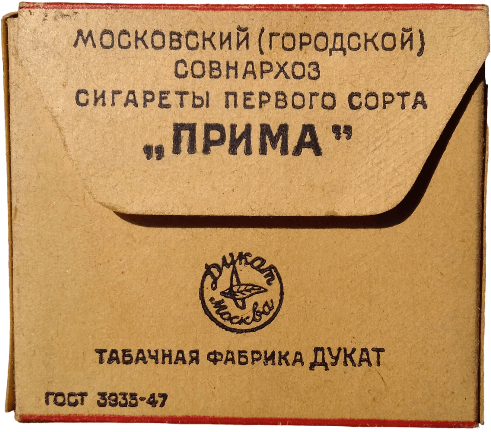 МОСКОВСКИЙ (ГОРОДСКОЙ)
СОВНАРХОЗ
СИГАРЕТЫ ПЕРВОГО СОРТА
„ПРИМА”
Дукат
Москва
ТАБАЧНАЯ ФАБРИКА ДУКАТ
ГОСТ 3935-47